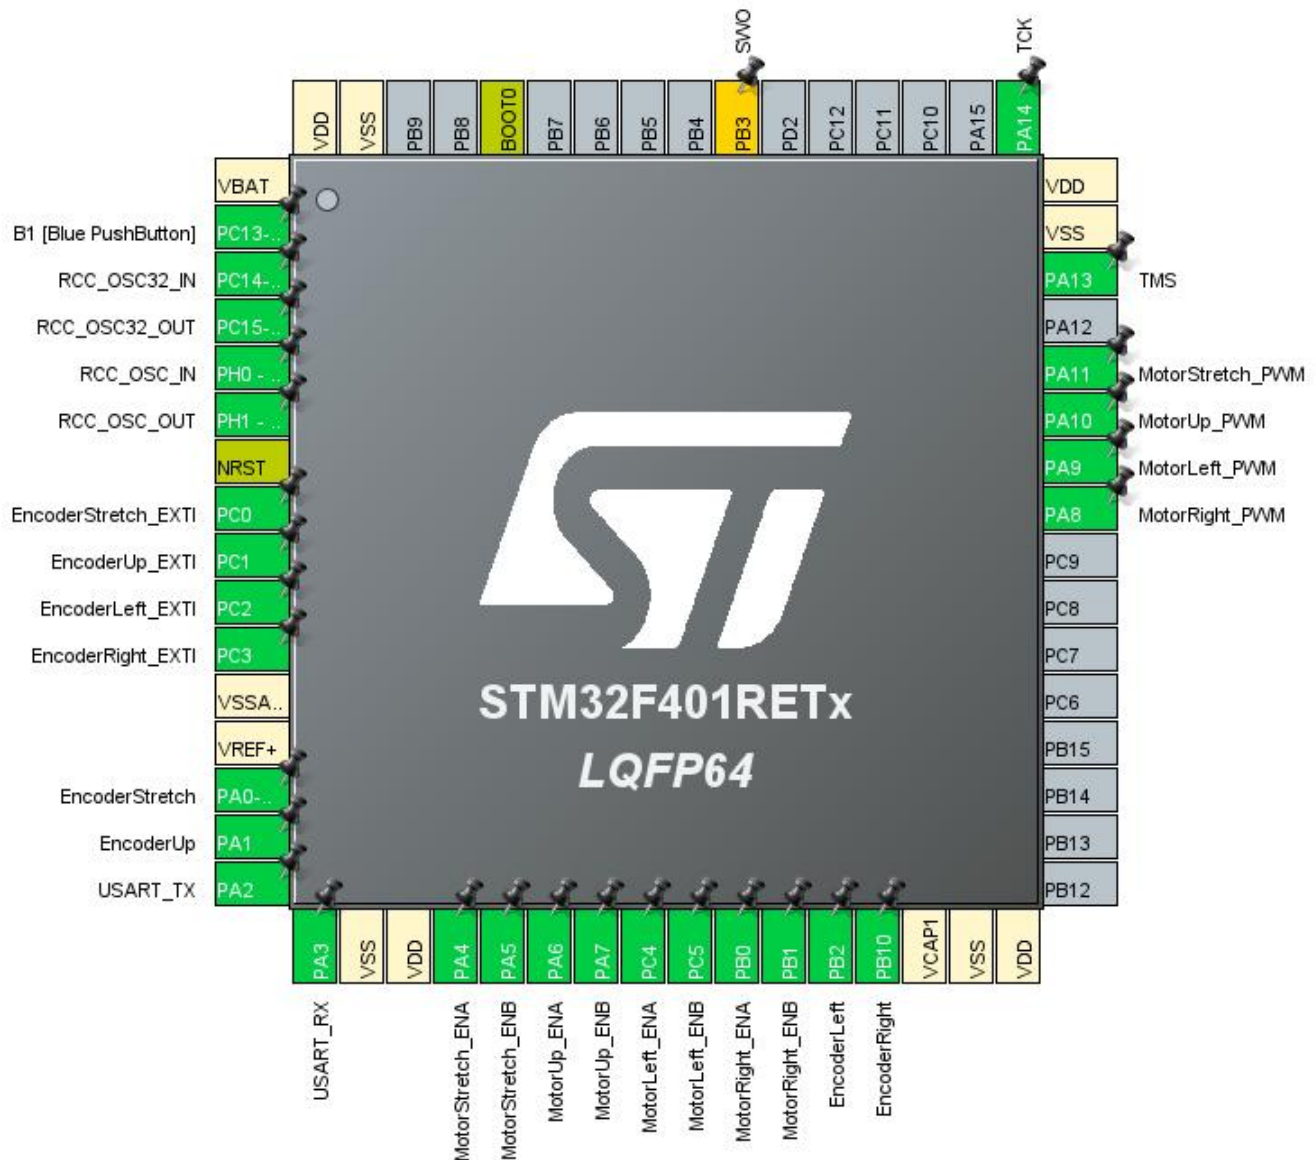 SWO
TCK
VDD
VSS
PB9
PB8
BOOT0
PB7
PB6
PB5
PB4
PB3
PD2
PC12
PC11
PC10
PA15
PA14
VBAT
B1 [Blue PushButton] PC13-..
RCC_OSC32_IN PC14-..
RCC_OSC32_OUT PC15-..
RCC_OSC_IN PH0 - ..
RCC_OSC_OUT PH1 - ..
NRST
EncoderStretch_EXTI PC0
EncoderUp_EXTI PC1
EncoderLeft_EXTI PC2
EncoderRight_EXTI PC3
VSSA..
VREF+
EncoderStretch PA0-..
EncoderUp PA1
USART_TX PA2
ST
STM32F401RETx
LQFP64
VDD
VSS
PA13 TMS
PA12
PA11 MotorStretch_PWM
PA10 MotorUp_PWM
PA9 MotorLeft_PWM
PA8 MotorRight_PWM
PC9
PC8
PC7
PC6
PB15
PB14
PB13
PB12
PA3
VSS
VDD
PA4
PA5
PA6
PA7
PC4
PC5
PB0
PB1
PB2
PB10
VCAP1
VSS
VDD
USART_RX
MotorStretch_ENA
MotorStretch_ENB
MotorUp_ENA
MotorUp_ENB
MotorLeft_ENA
MotorLeft_ENB
MotorRight_ENA
MotorRight_ENB
EncoderLeft
EncoderRight